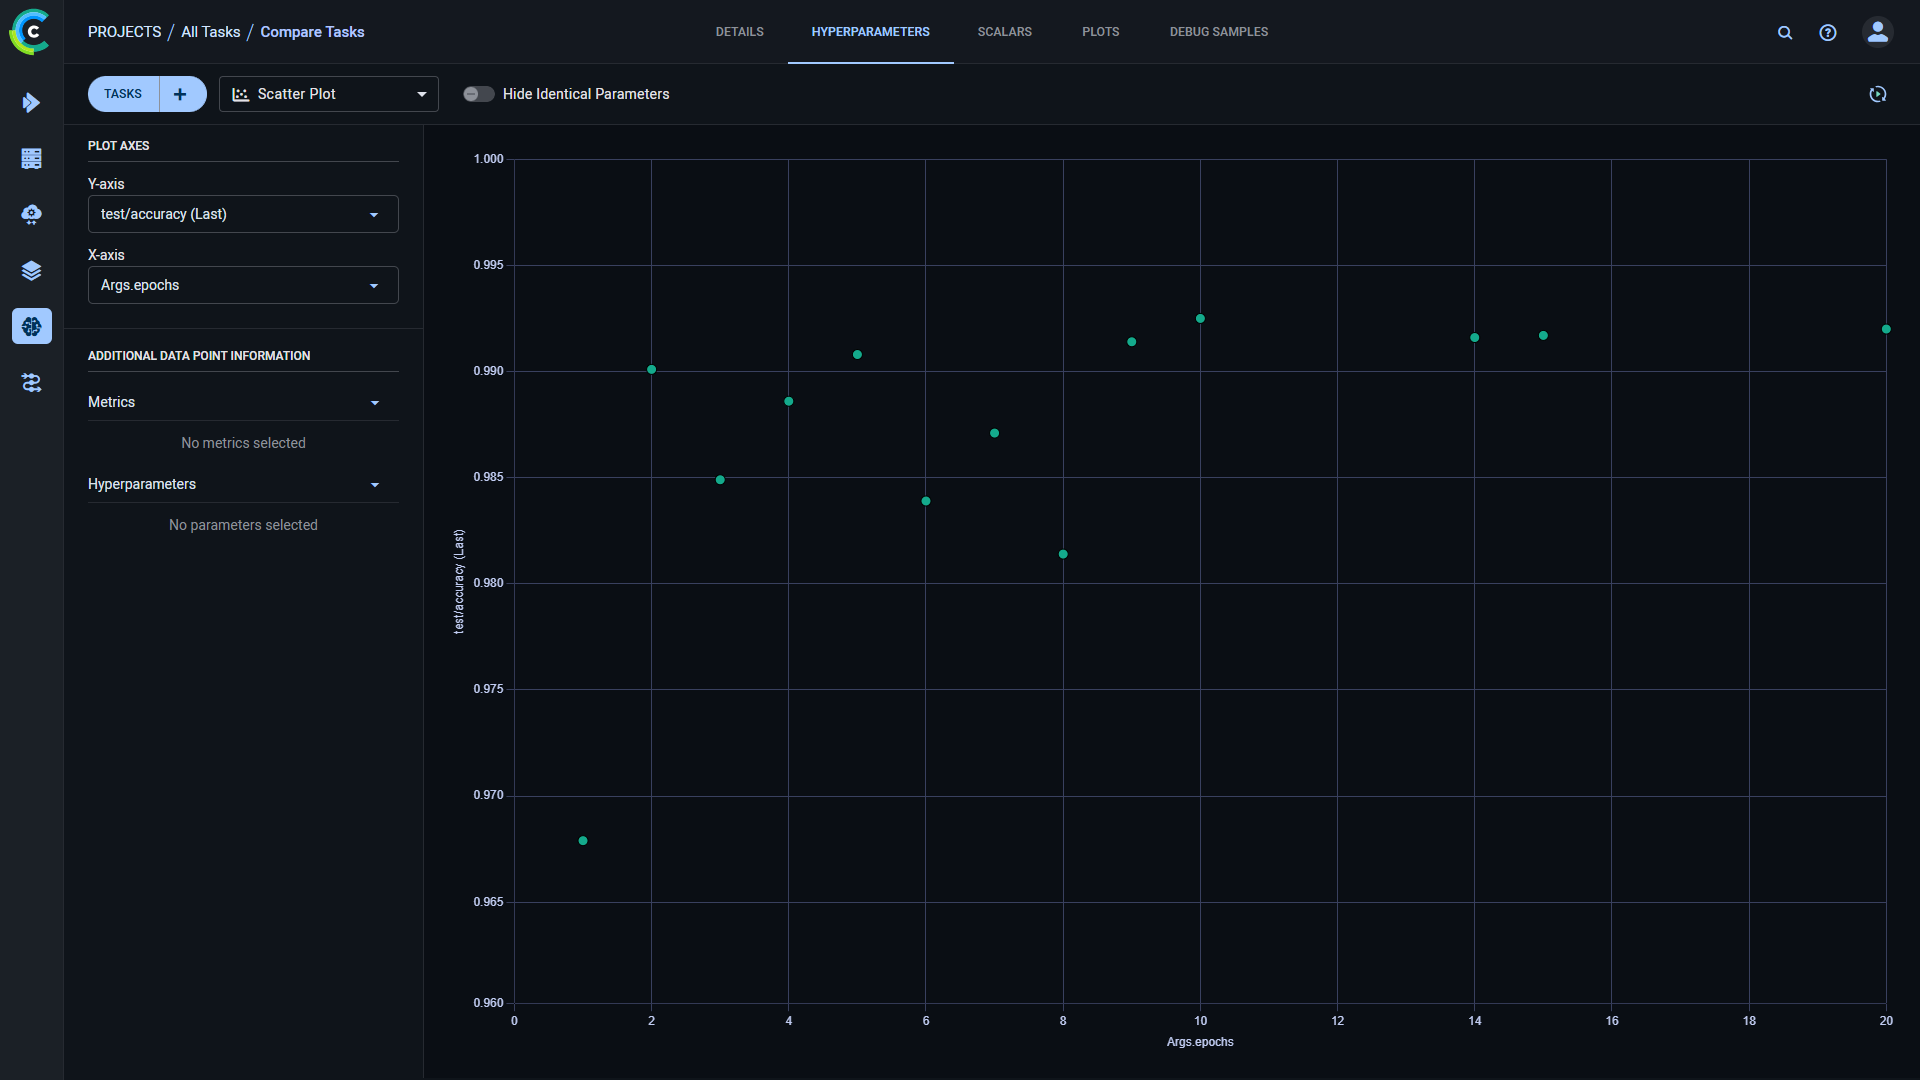 PROJECTS / All Tasks / Compare Tasks
DETAILS
HYPERPARAMETERS
SCALARS
PLOTS
DEBUG SAMPLES
TASKS
+
Scatter Plot
Hide Identical Parameters
PLOT AXES
Y-axis
test/accuracy (Last)
X-axis
Args.epochs
ADDITIONAL DATA POINT INFORMATION
Metrics
No metrics selected
Hyperparameters
No parameters selected
test/accuracy (Last)
1.000
0.995
0.990
0.985
0.980
0.975
0.970
0.965
0.960
0 2 4 6 8 10 12 14 16 18 20
Args.epochs